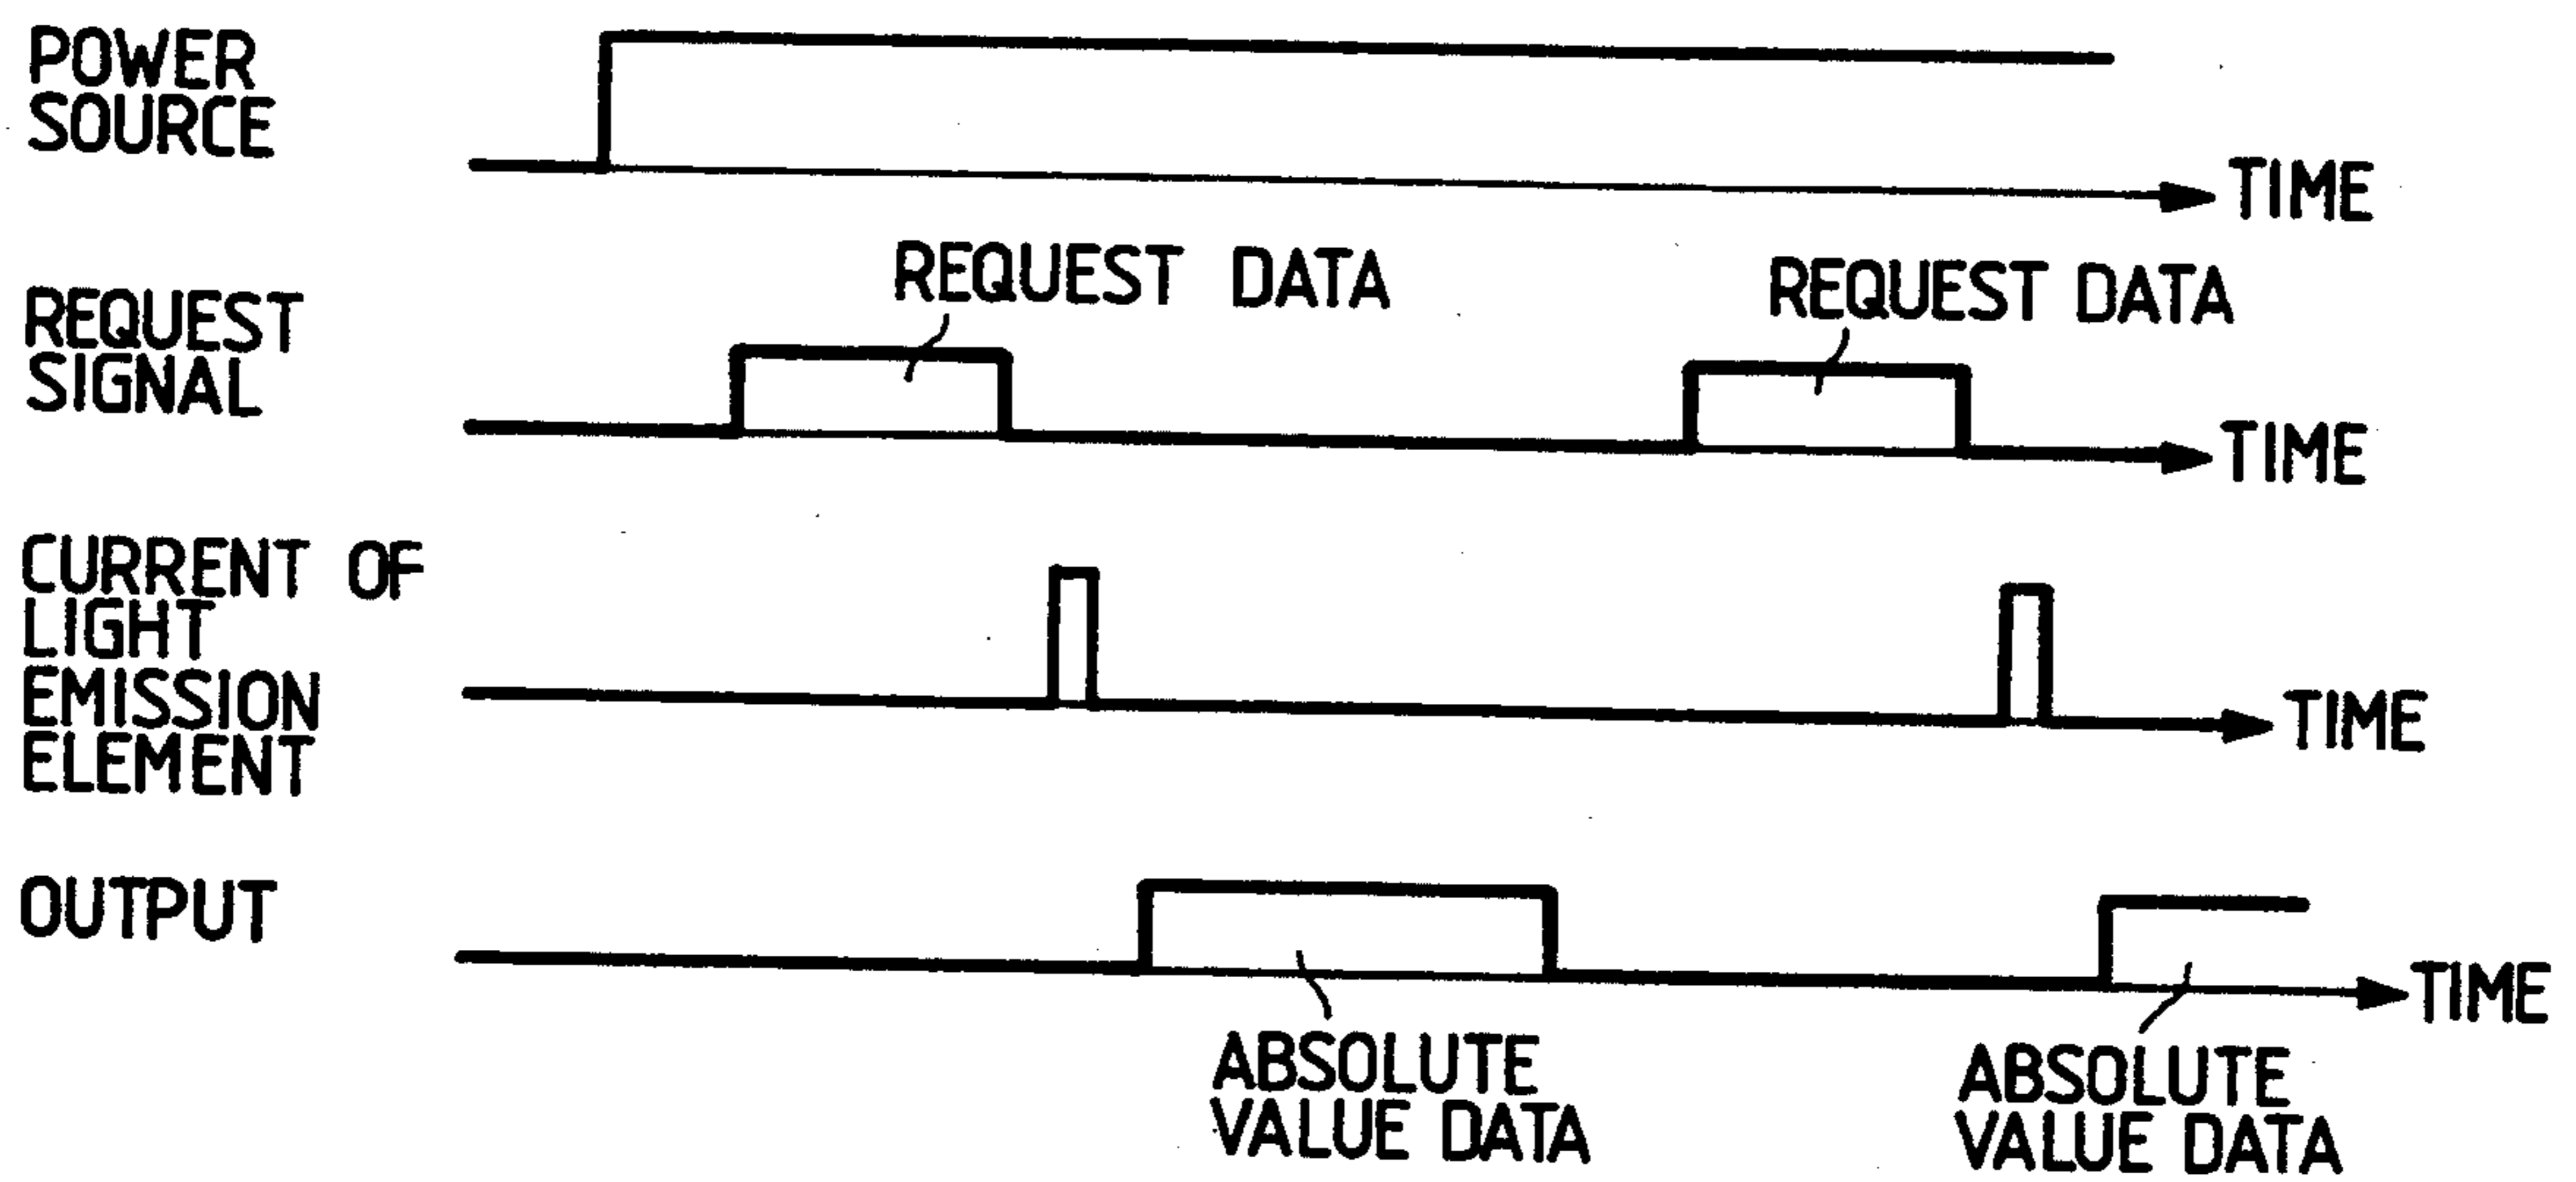 POWER
SOURCE
TIME
REQUEST DATA
REQUEST DATA
REQUEST
SIGNAL
TIME
CURRENT OF
LIGHT
EMISSION
ELEMENT
TIME
OUTPUT
TIME
ABSOLUTE
VALUE DATA
ABSOLUTE
VALUE DATA